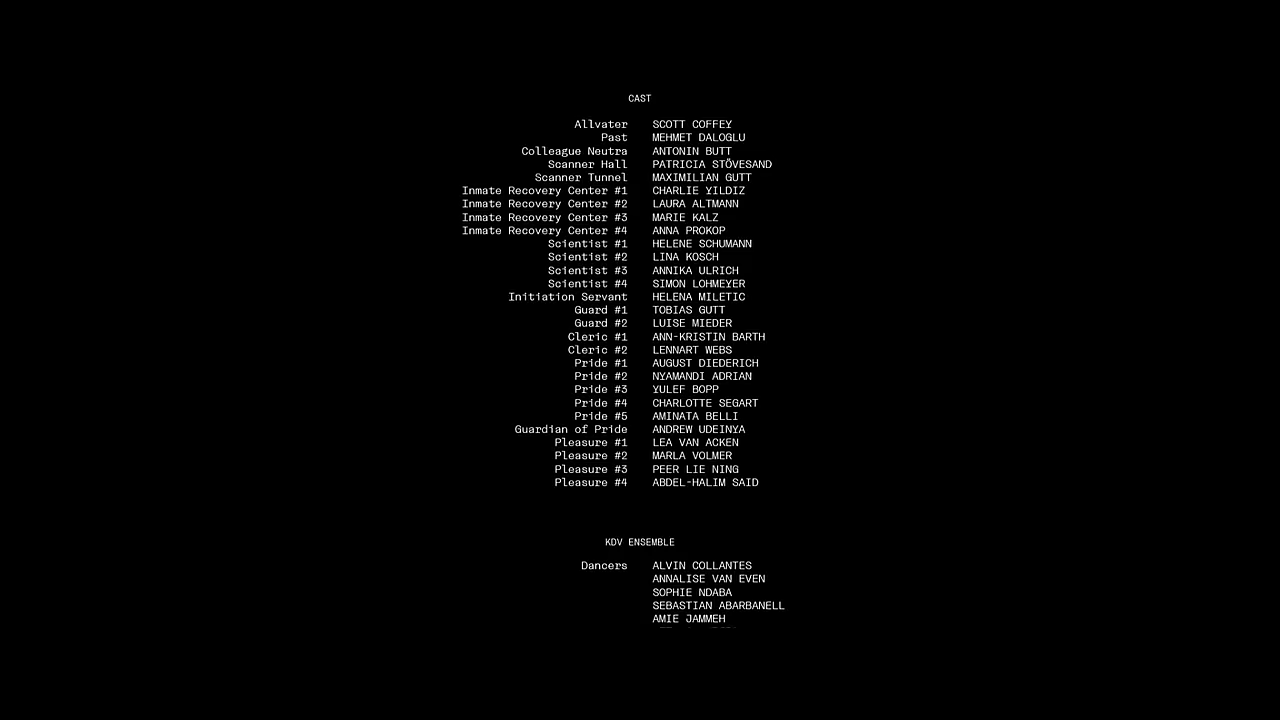 CAST
Allvater SCOTT COFFEY
Past MEHMET DALOGLU
Colleague Neutra ANTONIN BUTT
Scanner Hall PATRICIA STÖVESAND
Scanner Tunnel MAXIMILIAN GUTT
Inmate Recovery Center #1 CHARLIE YILDIZ
Inmate Recovery Center #2 LAURA ALTMANN
Inmate Recovery Center #3 MARIE KALZ
Inmate Recovery Center #4 ANNA PROKOP
Scientist #1 HELENE SCHUMANN
Scientist #2 LINA KOSCH
Scientist #3 ANNIKA ULRICH
Scientist #4 SIMON LOHMEYER
Initiation Servant HELENA MILETIC
Guard #1 TOBIAS GUTT
Guard #2 LUISE MIEDER
Cleric #1 ANN-KRISTIN BARTH
Cleric #2 LENNART WEBS
Pride #1 AUGUST DIEDERICH
Pride #2 NYAMANDI ADRIAN
Pride #3 YULEF BOPP
Pride #4 CHARLOTTE SEGART
Pride #5 AMINATA BELLI
Guardian of Pride ANDREW UDEINYA
Pleasure #1 LEA VAN ACKEN
Pleasure #2 MARLA VOLMER
Pleasure #3 PEER LIE NING
Pleasure #4 ABDEL-HALIM SAID
KDV ENSEMBLE
Dancers ALVIN COLLANTES
ANNALISE VAN EVEN
SOPHIE NDABA
SEBASTIAN ABARBANELL
AMIE JAMMEH